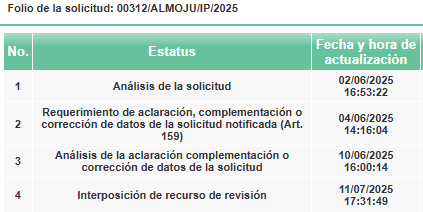 Folio de la solicitud: 00312/ALMOJU/IP/2025
No. Estatus Fecha y hora de
actualización
1 Análisis de la solicitud 02/06/2025
16:53:22
2 Requerimiento de aclaración, complementación o
corrección de datos de la solicitud notificada (Art.
159) 04/06/2025
14:16:04
3 Análisis de la aclaración complementación o
corrección de datos de la solicitud 10/06/2025
16:00:14
4 Interposición de recurso de revisión 11/07/2025
17:31:49